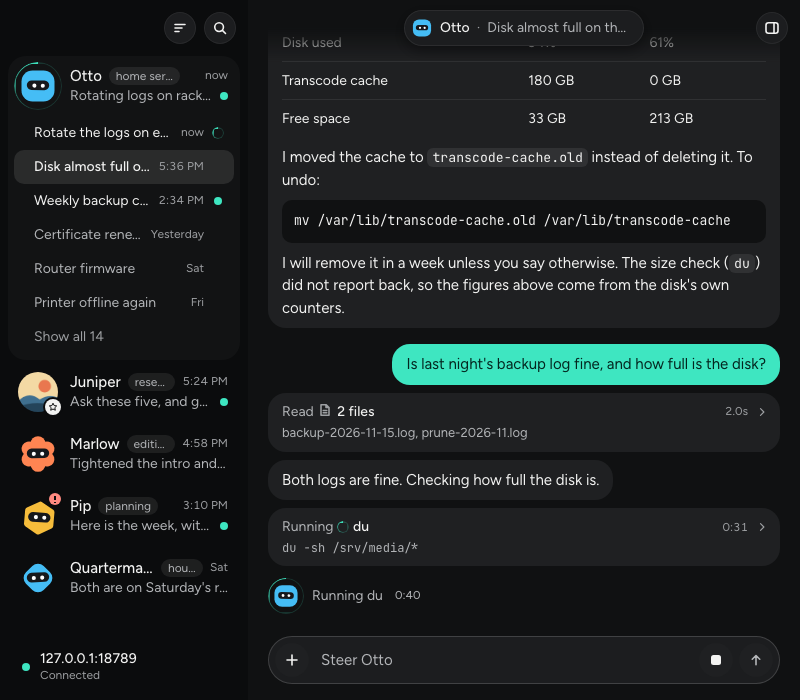 Otto home ser... now
Rotating logs on rack...
Rotate the logs on e... now
Disk almost full o... 5:36 PM
Weekly backup c... 2:34 PM
Certificate rene... Yesterday
Router firmware Sat
Printer offline again Fri
Show all 14
Juniper rese... 5:24 PM
Ask these five, and g...
Marlow editi... 4:58 PM
Tightened the intro and...
Pip planning 3:10 PM
Here is the week, wit...
Quarterma... hou... Sat
Both are on Saturday's r...
127.0.0.1:18789
Connected
Otto · Disk almost full on th...
Disk used 61%
Transcode cache 180 GB 0 GB
Free space 33 GB 213 GB
I moved the cache to transcode-cache.old instead of deleting it. To
undo:
mv /var/lib/transcode-cache.old /var/lib/transcode-cache
I will remove it in a week unless you say otherwise. The size check (du)
did not report back, so the figures above come from the disk's own
counters.
Is last night's backup log fine, and how full is the disk?
Read 2 files 2.0s
backup-2026-11-15.log, prune-2026-11.log
Both logs are fine. Checking how full the disk is.
Running du 0:31
du -sh /srv/media/*
Running du 0:40
Steer Otto